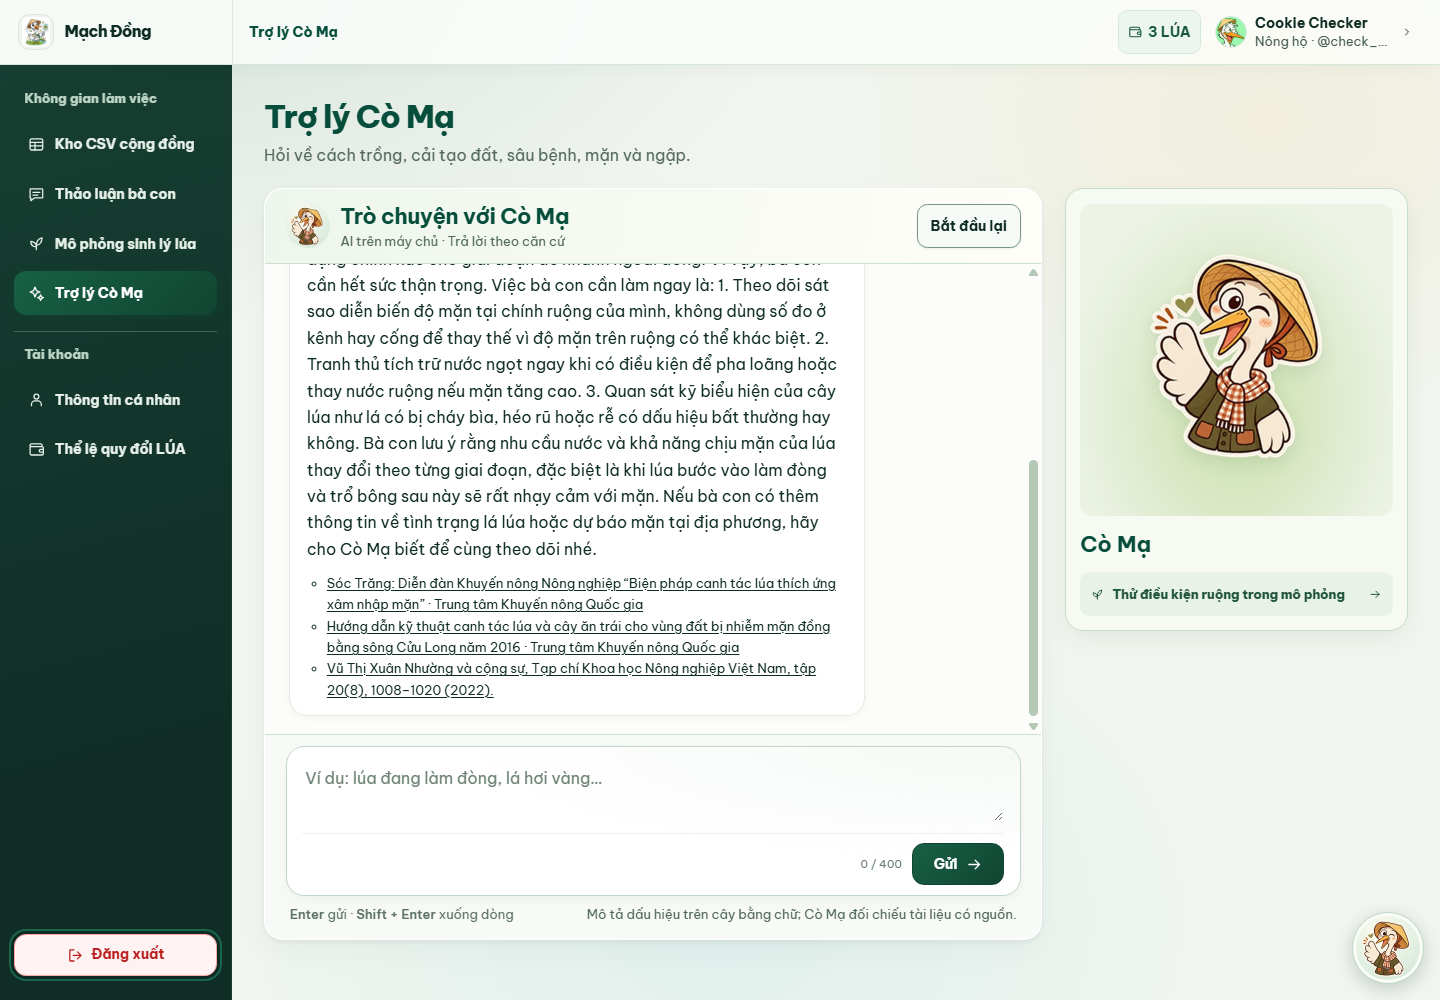 Mạch Đồng
Trợ lý Cò Mạ
3 LÚA
Cookie Checker
Nông hộ · @check_...
Không gian làm việc
Kho CSV cộng đồng
Thảo luận bà con
Mô phỏng sinh lý lúa
Trợ lý Cò Mạ
Tài khoản
Thông tin cá nhân
Thể lệ quy đổi LÚA
Đăng xuất
Trợ lý Cò Mạ
Hỏi về cách trồng, cải tạo đất, sâu bệnh, mặn và ngập.
Trò chuyện với Cò Mạ
AI trên máy chủ · Trả lời theo căn cứ
Bắt đầu lại
cần hết sức thận trọng. Việc bà con cần làm ngay là: 1. Theo dõi sát
sao diễn biến độ mặn tại chính ruộng của mình, không dùng số đo ở
kênh hay cống để thay thế vì độ mặn trên ruộng có thể khác biệt. 2.
Tranh thủ tích trữ nước ngọt ngay khi có điều kiện để pha loãng hoặc
thay nước ruộng nếu mặn tăng cao. 3. Quan sát kỹ biểu hiện của cây
lúa như lá có bị cháy bìa, héo rũ hoặc rễ có dấu hiệu bất thường hay
không. Bà con lưu ý rằng nhu cầu nước và khả năng chịu mặn của lúa
thay đổi theo từng giai đoạn, đặc biệt là khi lúa bước vào làm đòng
và trổ bông sau này sẽ rất nhạy cảm với mặn. Nếu bà con có thêm
thông tin về tình trạng lá lúa hoặc dự báo mặn tại địa phương, hãy
cho Cò Mạ biết để cùng theo dõi nhé.
Sóc Trăng: Diễn đàn Khuyến nông Nông nghiệp “Biện pháp canh tác lúa thích ứng
xâm nhập mặn” · Trung tâm Khuyến nông Quốc gia
Hướng dẫn kỹ thuật canh tác lúa và cây ăn trái cho vùng đất bị nhiễm mặn đồng
bằng sông Cửu Long năm 2016 · Trung tâm Khuyến nông Quốc gia
Vũ Thị Xuân Nhường và cộng sự, Tạp chí Khoa học Nông nghiệp Việt Nam, tập
20(8), 1008–1020 (2022).
Ví dụ: lúa đang làm đòng, lá hơi vàng...
0 / 400
Gửi
Enter gửi · Shift + Enter xuống dòng
Mô tả dấu hiệu trên cây bằng chữ; Cò Mạ đối chiếu tài liệu có nguồn.
Cò Mạ
Thử điều kiện ruộng trong mô phỏng